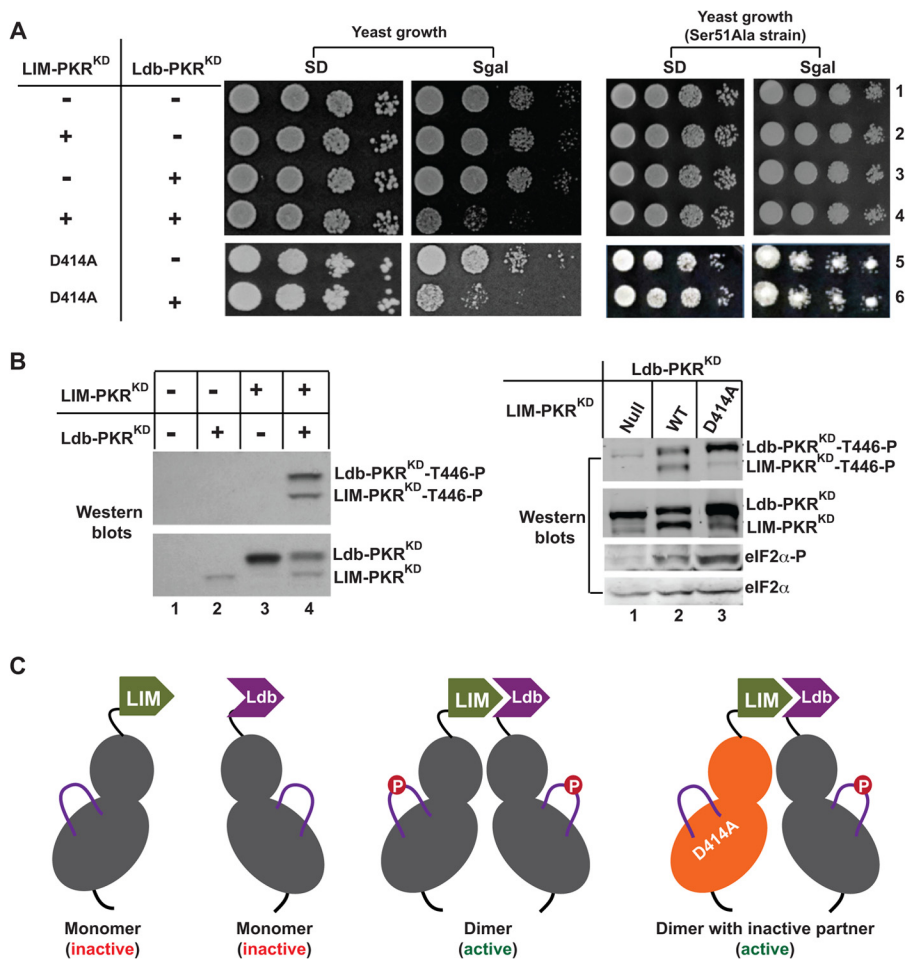 A
Yeast growth
Yeast growth
(Ser51Ala strain)
LIM-PKR^KD
Ldb-PKR^KD
SD
Sgal
SD
Sgal
- - 1
+ - 2
- + 3
+ + 4
D414A - 5
D414A + 6
B
LIM-PKR^KD - - + +
Ldb-PKR^KD - + - +
Ldb-PKR^KD-T446-P
LIM-PKR^KD-T446-P
Western
blots
Ldb-PKR^KD
LIM-PKR^KD
1 2 3 4
Ldb-PKR^KD
LIM-PKR^KD
Null WT D414A
Ldb-PKR^KD-T446-P
LIM-PKR^KD-T446-P
Western
blots
Ldb-PKR^KD
LIM-PKR^KD
eIF2α-P
eIF2α
1 2 3
C
LIM
Ldb
LIM Ldb
LIM Ldb
P P
P
D414A
Monomer
(inactive)
Monomer
(inactive)
Dimer
(active)
Dimer with inactive partner
(active)